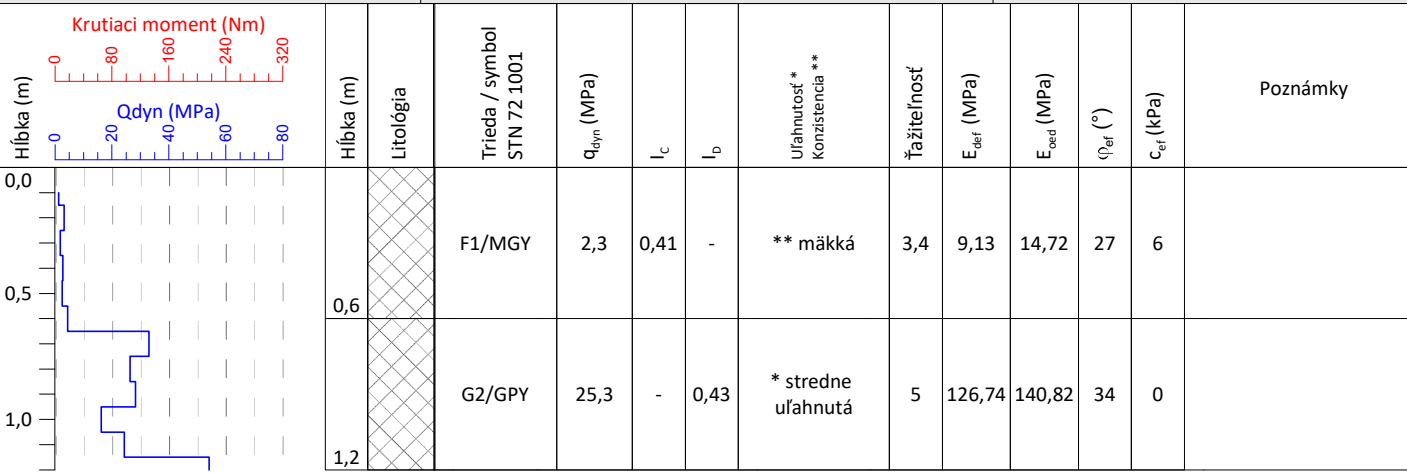 Krutiaci moment (Nm)
0 80 160 240 320
Qdyn (MPa)
0 20 40 60 80
Hĺbka (m)
Hĺbka (m)
Litológia
Trieda / symbol
STN 72 1001
qdyn (MPa)
IC
ID
Uľahnutosť *
Konzistencia **
Ťažiteľnosť
Edef (MPa)
Eoed (MPa)
φef (°)
cef (kPa)
Poznámky
0,0
F1/MGY 2,3 0,41 - ** mäkká 3,4 9,13 14,72 27 6
0,5
0,6
G2/GPY 25,3 - 0,43 * stredne
uľahnutá 5 126,74 140,82 34 0
1,0
1,2